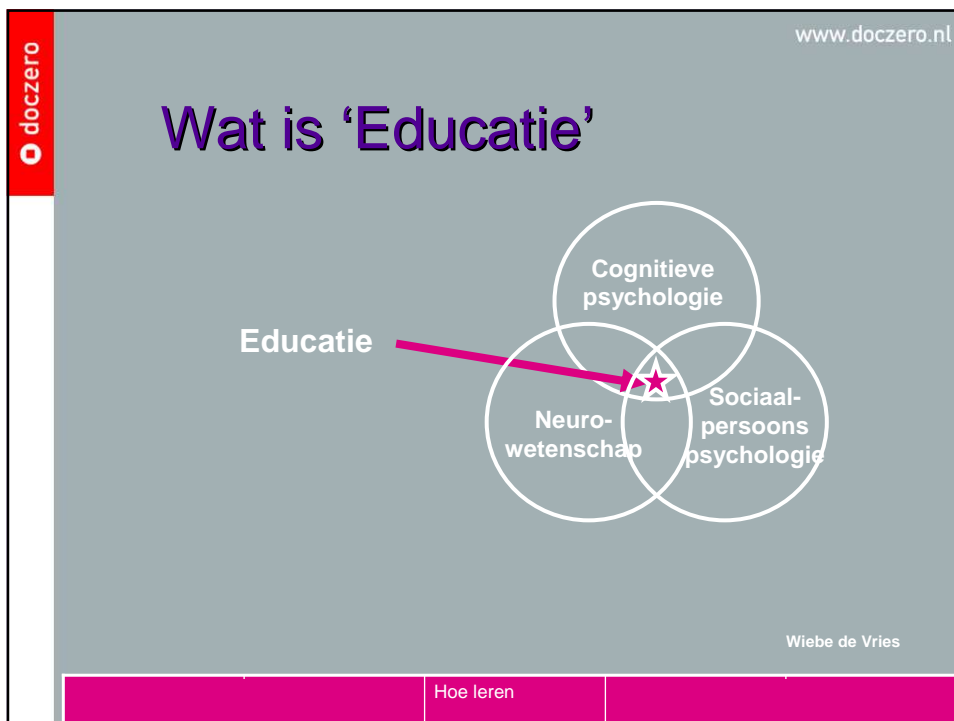 www.doczero.nl
doczero
Wat is ‘Educatie’
Cognitieve
psychologie
Educatie
Neuro-
wetenschap
Sociaal-
persoons
psychologie
Wiebe de Vries
Hoe leren